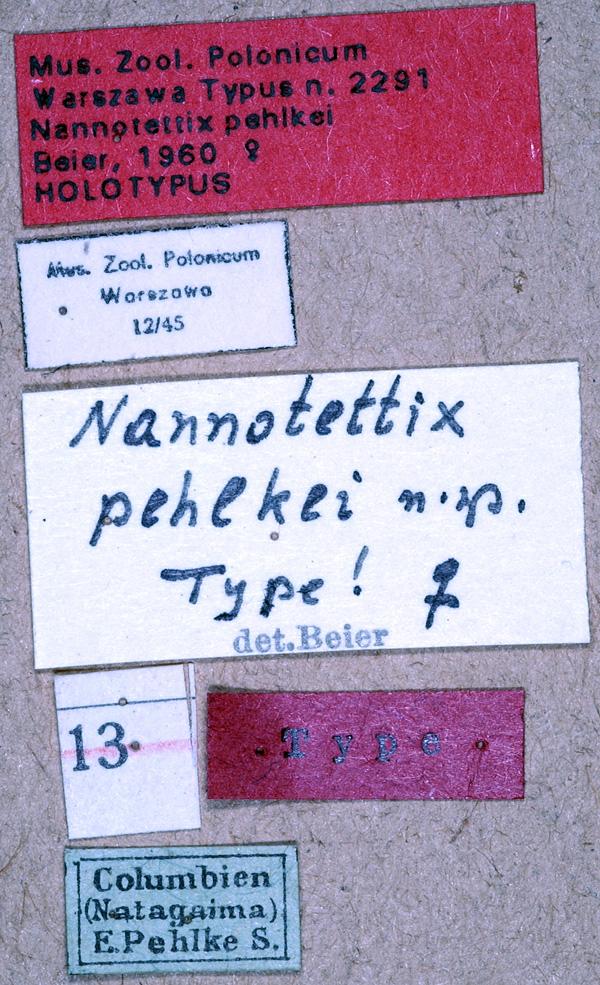 Mus. Zool. Polonicum
Warszawa Typus n. 2291
Nannotettix pehlkei
Beier, 1960 ♀
HOLOTYPUS
Mus. Zool. Polonicum
Warszawa
12/45
Nannotettix
pehlkei n.sp.
Type! ♀
det. Beier
13
Type
Columbien
(Natagaima)
E. Pehlke S.